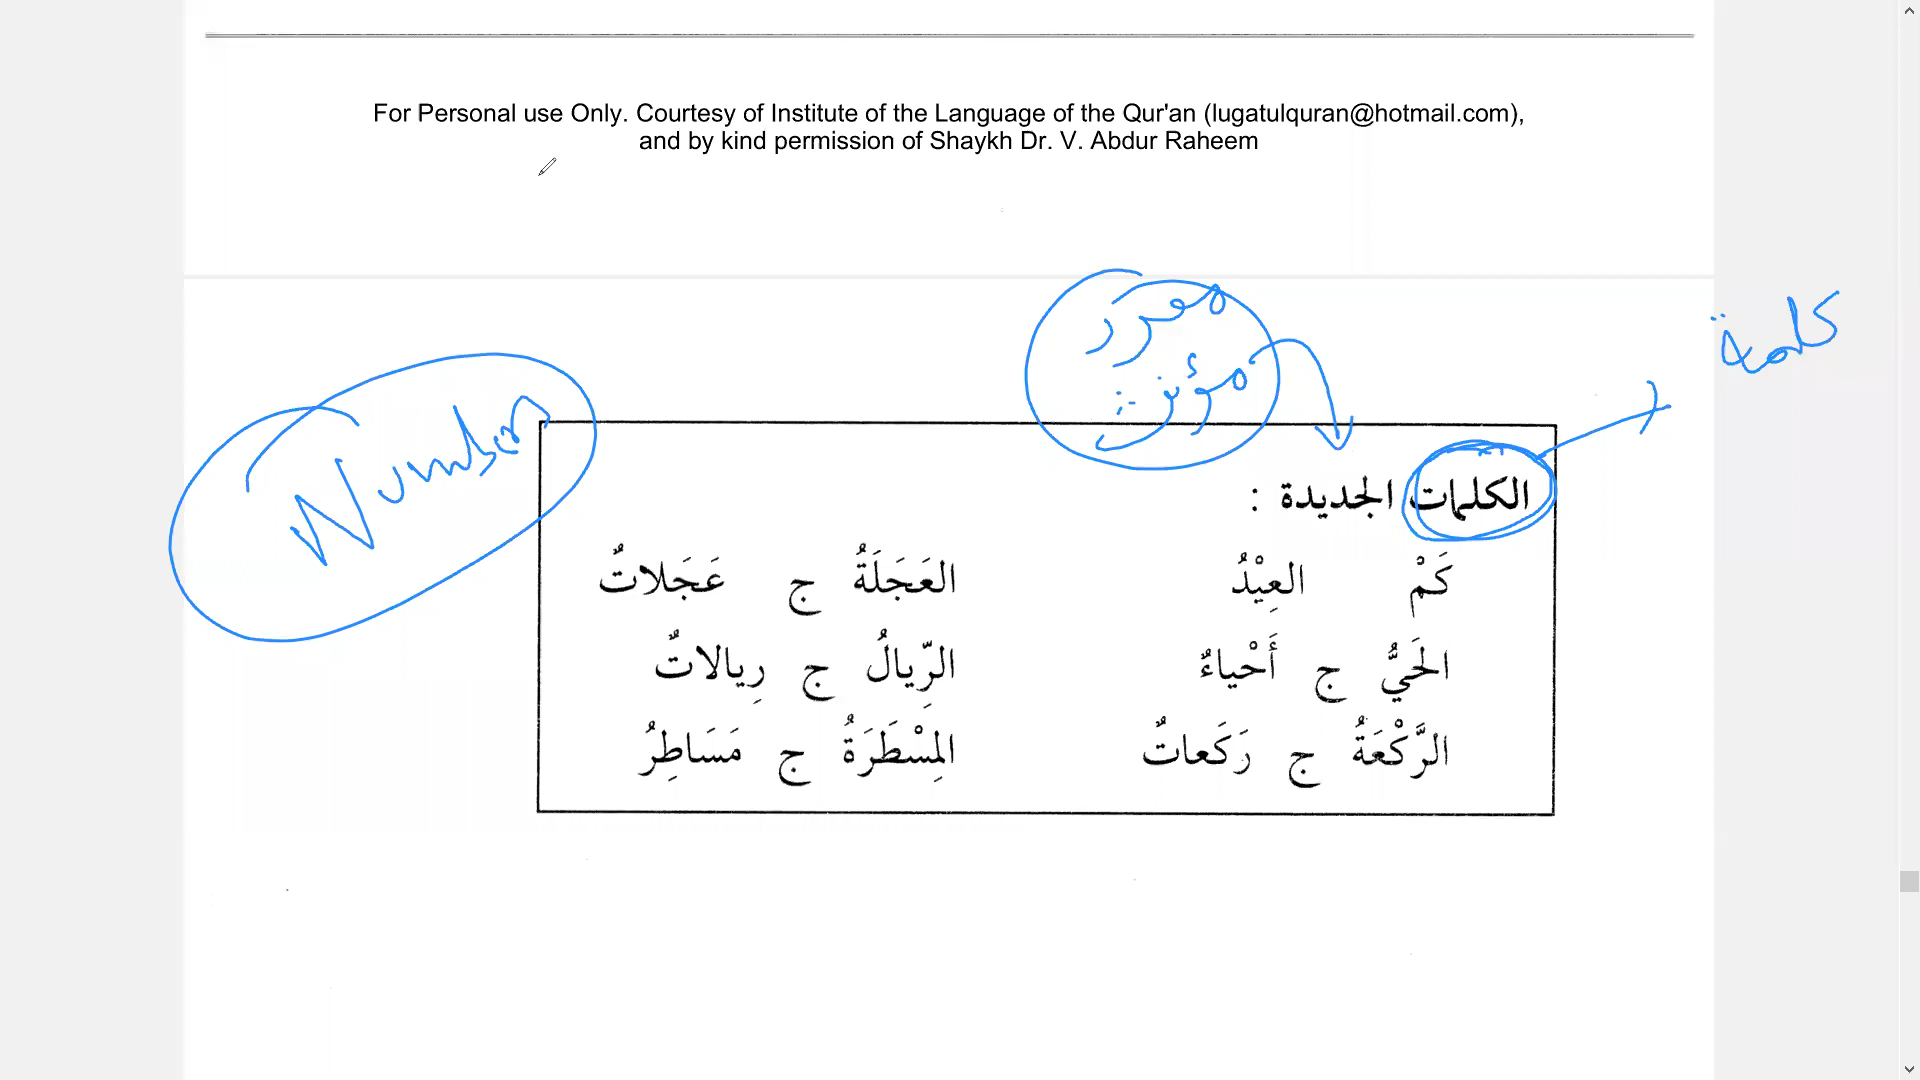 For Personal use Only. Courtesy of Institute of the Language of the Qur'an (lugatulquran@hotmail.com),
and by kind permission of Shaykh Dr. V. Abdur Raheem
مفرد
مؤنث
كلمة
Number
الكلمات الجديدة :
كَمْ العِيْدُ العَجَلَةُ ج عَجَلاتٌ
الحَيُّ ج أَحْياءٌ الرِّيالُ ج رِيالاتٌ
الرَّكْعَةُ ج رَكَعاتٌ المِسْطَرَةُ ج مَسَاطِرُ